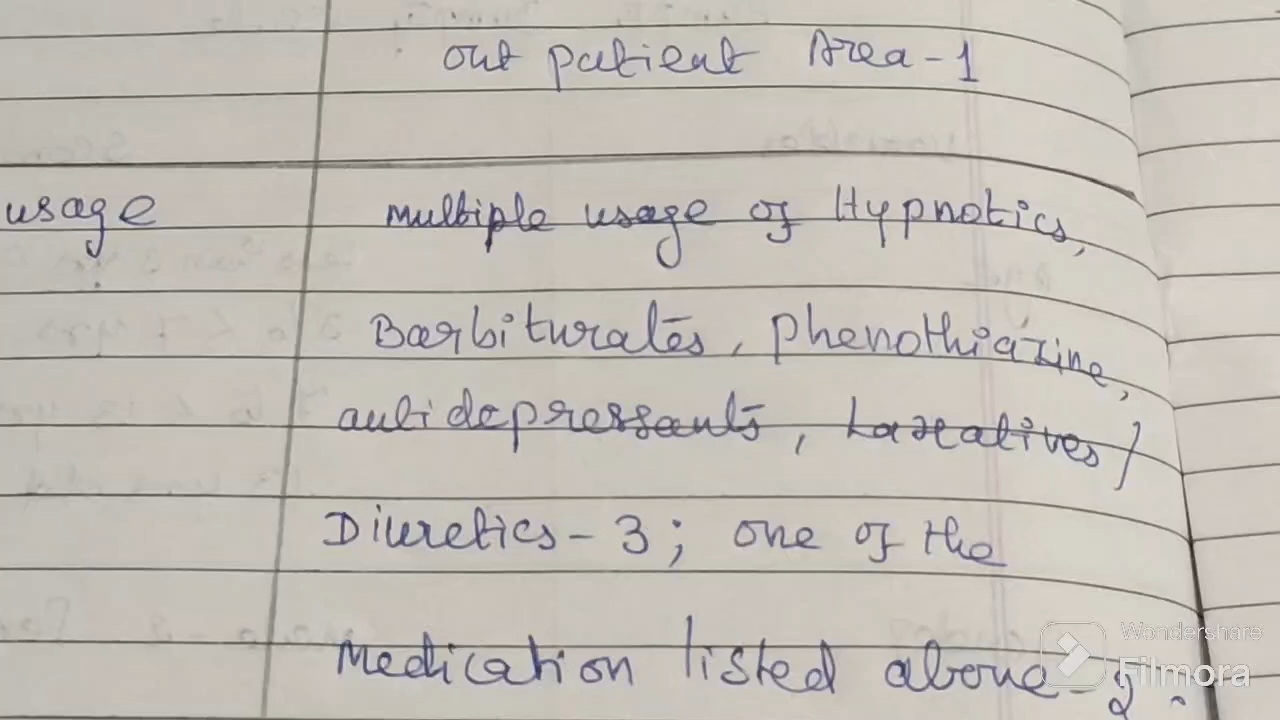 out patient Area - 1
usage multiple usage of Hypnotics,
Barbiturates, Phenothiazine,
antidepressants, Laxatives/
Diuretics - 3; one of the
Medication listed above - 2.
Wondershare
Filmora